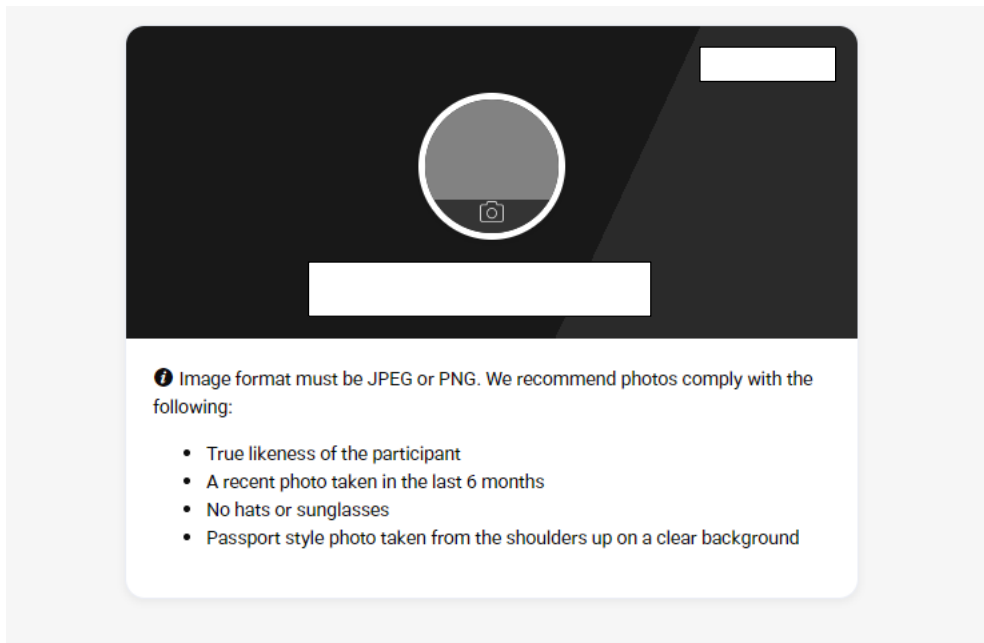 Image format must be JPEG or PNG. We recommend photos comply with the
following:
True likeness of the participant
A recent photo taken in the last 6 months
No hats or sunglasses
Passport style photo taken from the shoulders up on a clear background